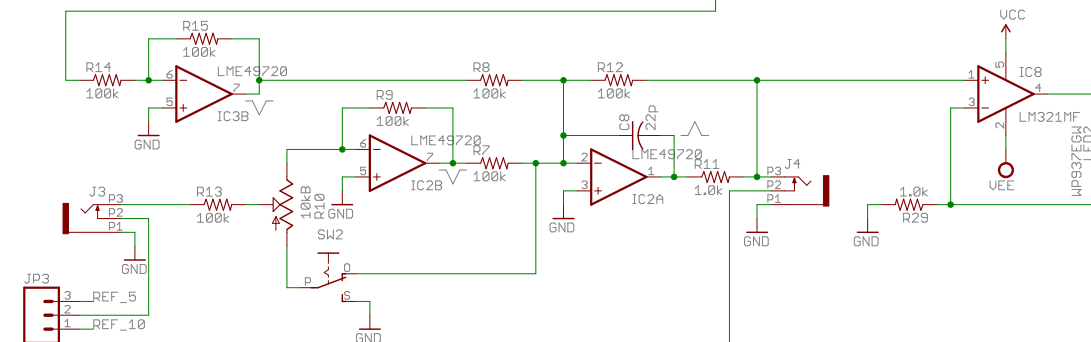 VCC
R15
100k
R14
100k
6
5
7
LME49720
IC3B
GND
R8
100k
R12
100k
5
1
3
4
2
IC8
LM321MF
VEE
R9
100k
C8
22p
6
5
7
LME49720
IC2B
GND
R7
100k
2
3
1
LME49720
IC2A
GND
R11
1.0k
J4
P3
P2
P1
GND
1.0k
R29
GND
WP937EGW
J3
P3
P2
P1
GND
R13
100k
10kB
R10
SW2
P
O
S
GND
JP3
3
REF_5
2
1
REF_10